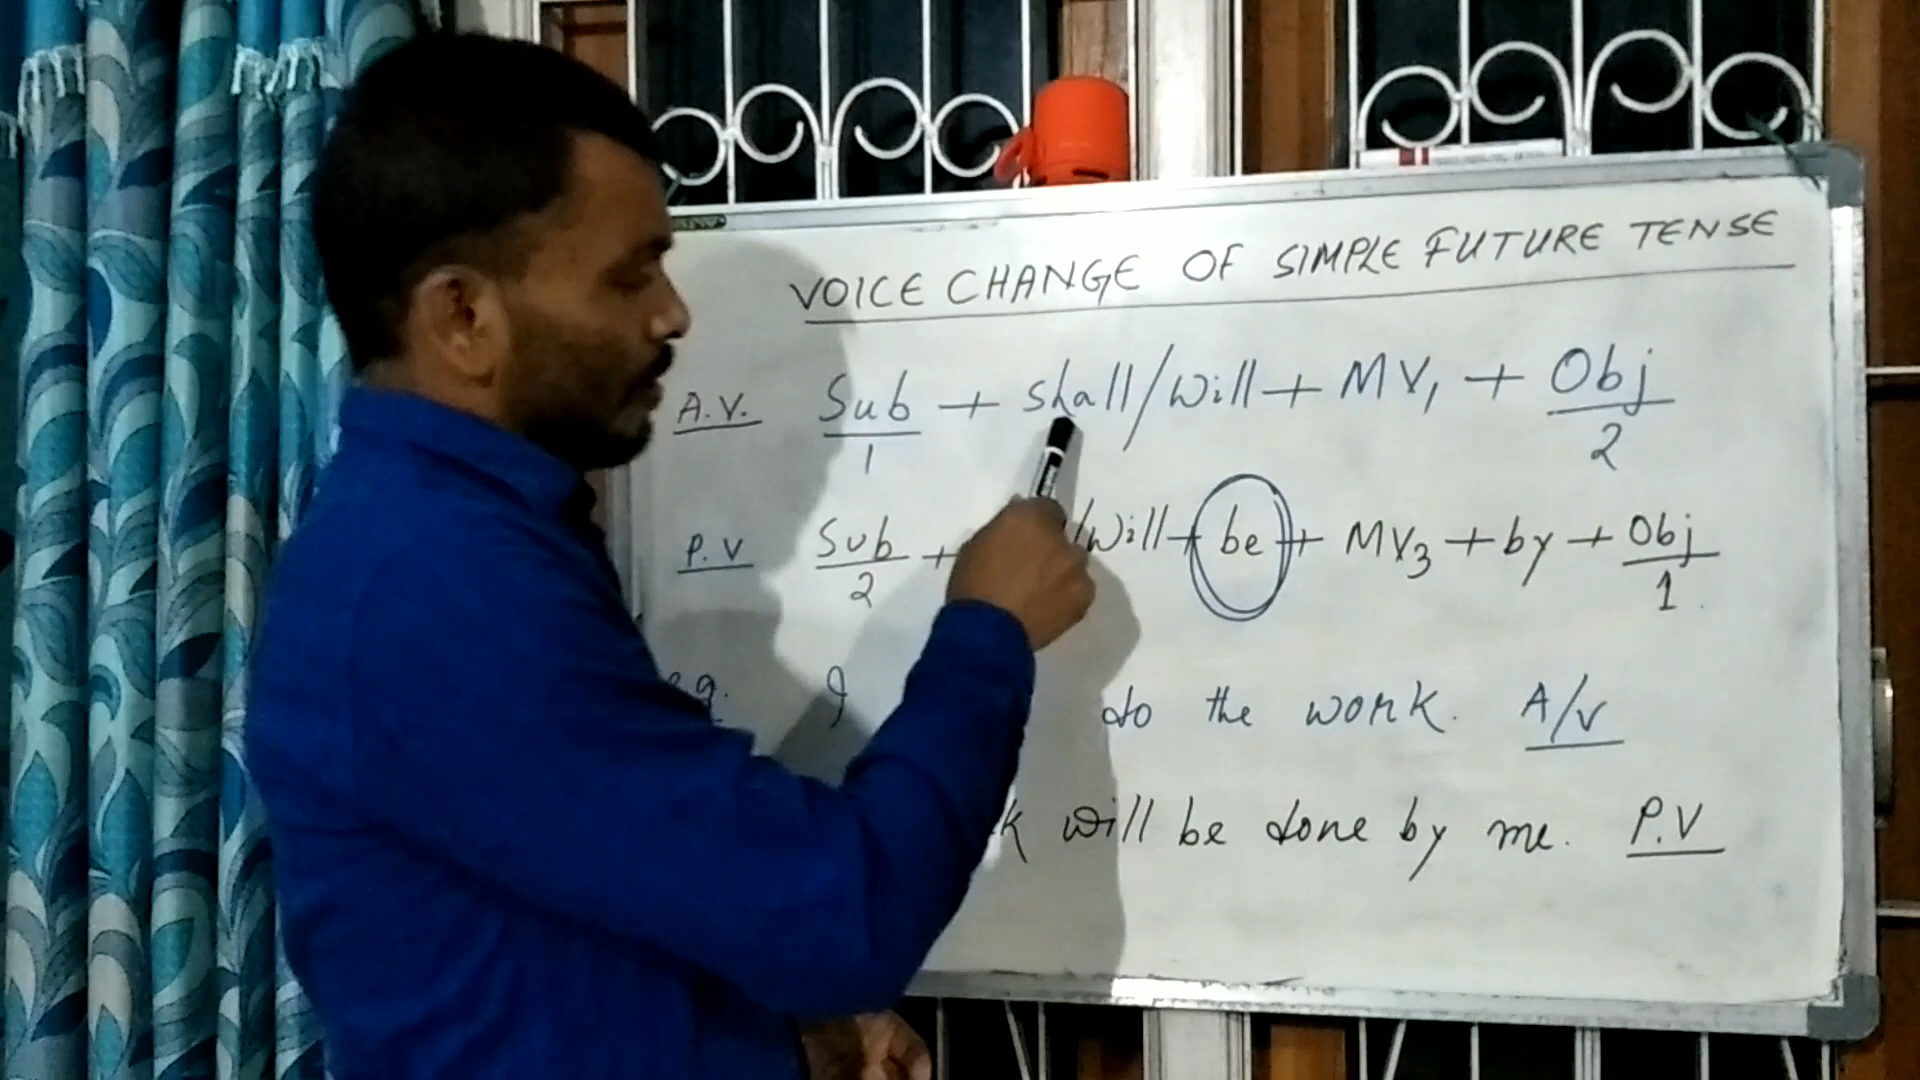 VOICE CHANGE OF SIMPLE FUTURE TENSE
A.V. Sub/1 + shall/Will + MV1 + Obj/2
P.V Sub/2 + /Will + be + MV3 + by + Obj/1
I do the work. A/V
will be done by me. P.V